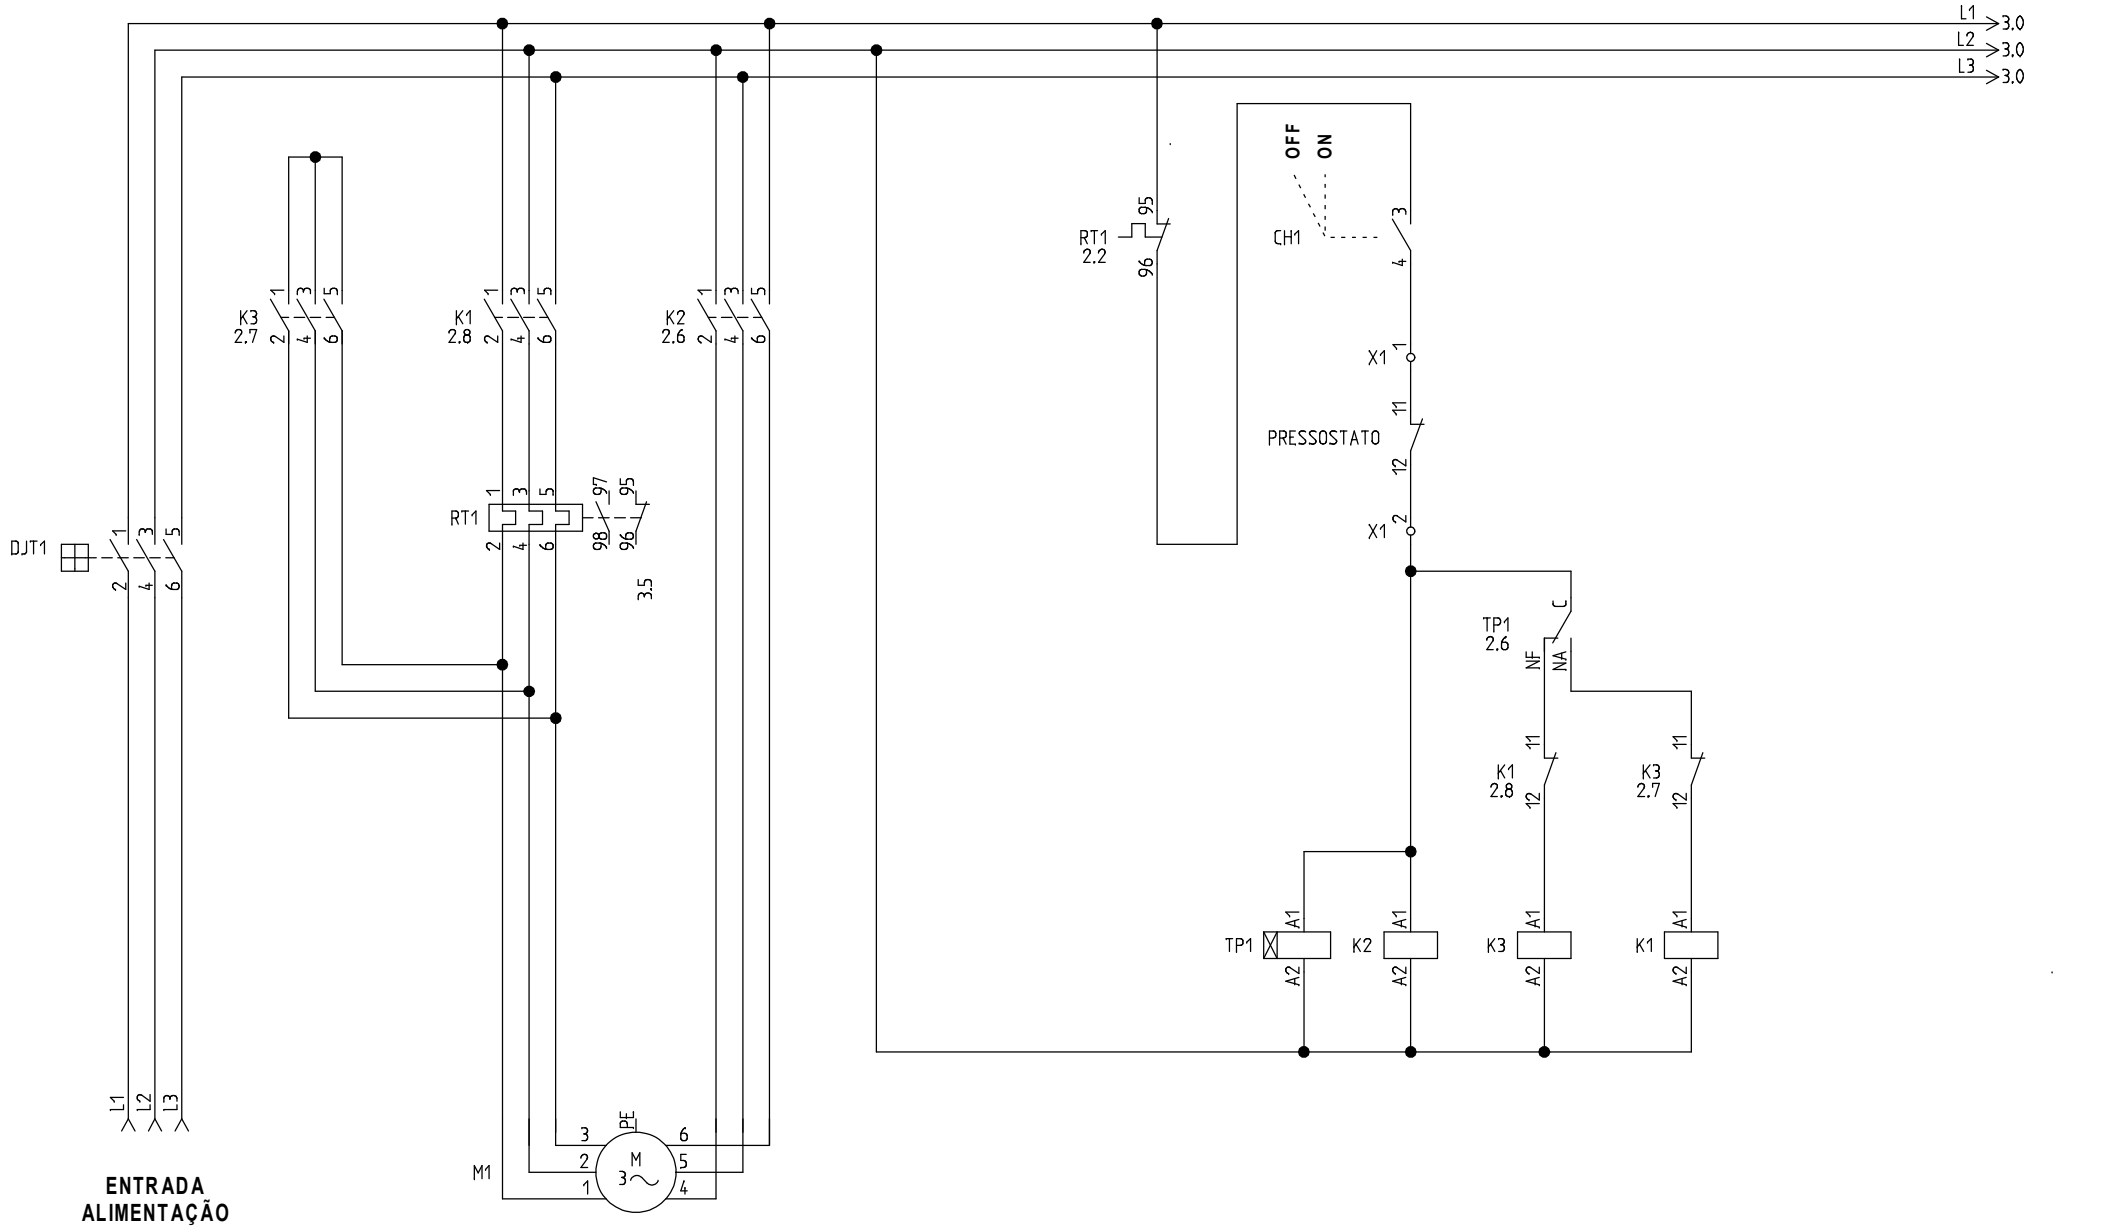 L1 3.0
L2 3.0
L3 3.0
OFF
ON
95
RT1
2.2
96
CH1
3
4
1 3 5
K3
2.7
2 4 6
1 3 5
K1
2.8
2 4 6
1 3 5
K2
2.6
2 4 6
X1 1
11
PRESSOSTATO
12
X1 2
1 3 5
RT1
2 4 6
97 95
98 96
3.5
DJT1
1 3 5
2 4 6
C
TP1
2.6
NF NA
11
K1
2.8
12
11
K3
2.7
12
TP1 A1
A2
K2 A1
A2
K3 A1
A2
K1 A1
A2
L1 L2 L3
PE
M1
M
3
3 6
2 5
1 4
ENTRADA
ALIMENTAÇÃO